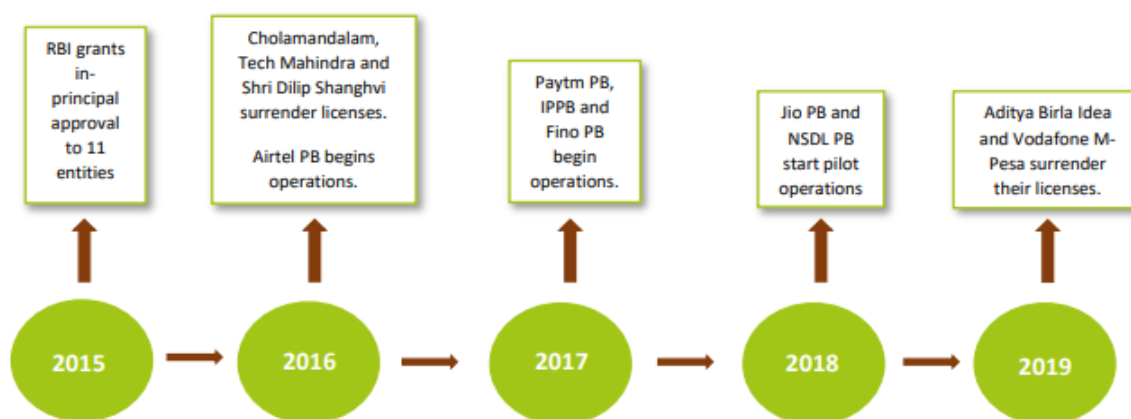 RBI grants
in-
principal
approval
to 11
entities
Cholamandalam,
Tech Mahindra and
Shri Dilip Shanghvi
surrender licenses.
Airtel PB begins
operations.
Paytm PB,
IPPB and
Fino PB
begin
operations.
Jio PB and
NSDL PB
start pilot
operations
Aditya Birla Idea
and Vodafone M-
Pesa surrender
their licenses.
2015
2016
2017
2018
2019